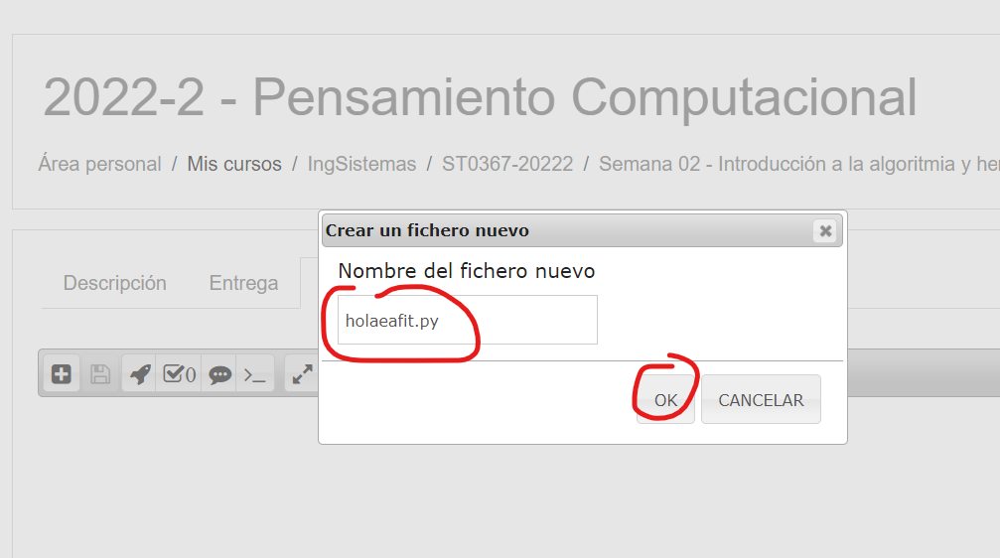 2022-2 - Pensamiento Computacional
Área personal / Mis cursos / IngSistemas / ST0367-20222 / Semana 02 - Introducción a la algoritmia y
Crear un fichero nuevo
Nombre del fichero nuevo
Descripción Entrega
holaeafit.py
0
OK CANCELAR